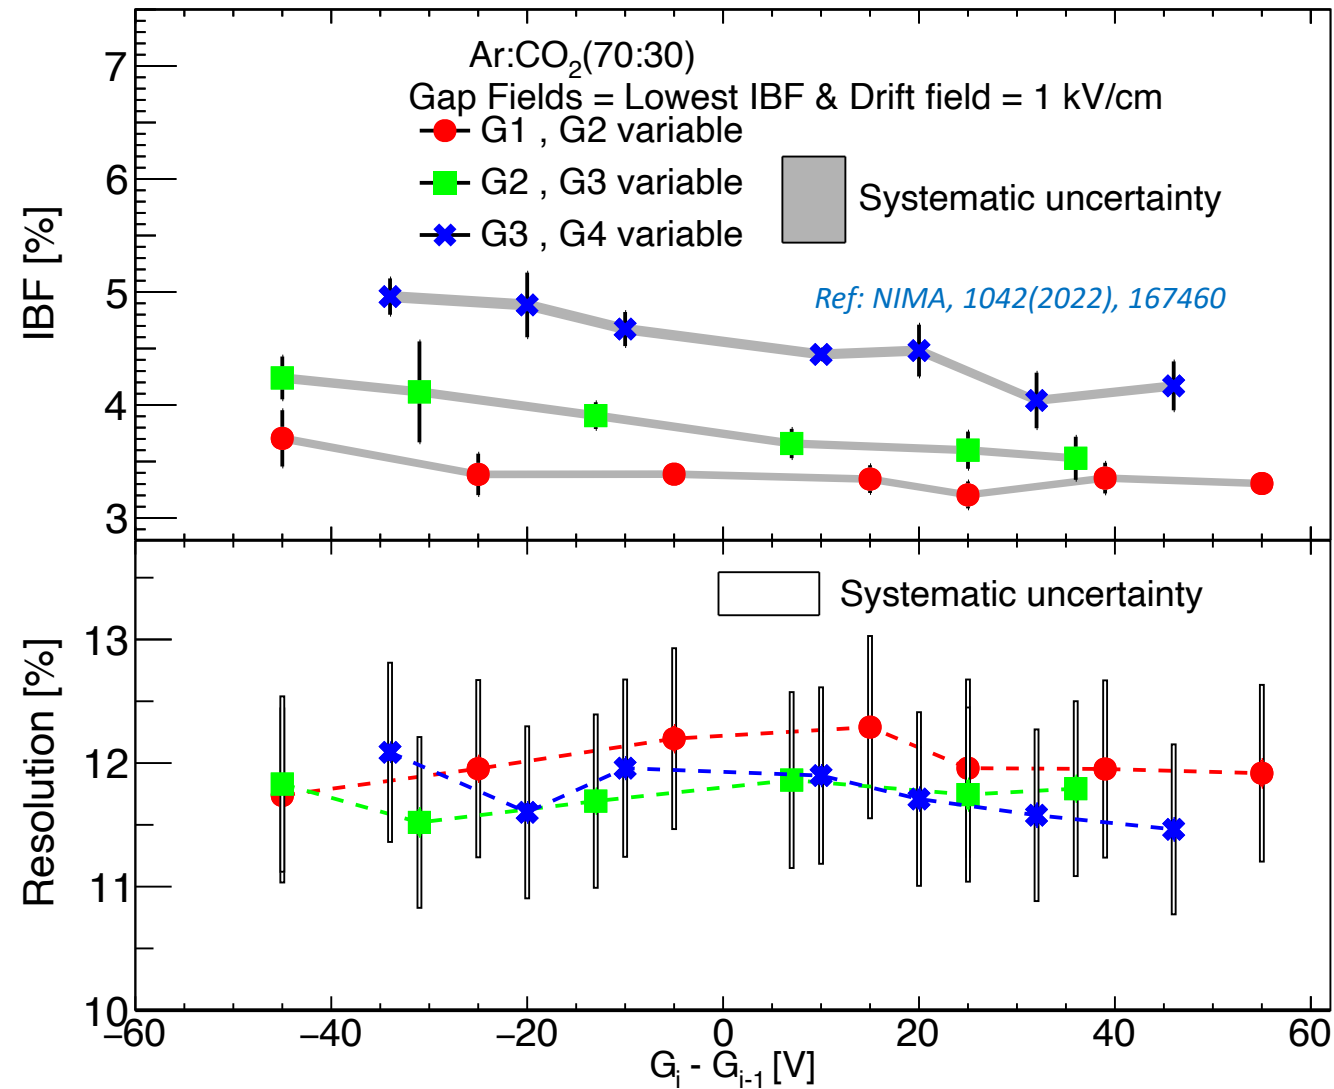 Ar:CO2(70:30)
Gap Fields = Lowest IBF & Drift field = 1 kV/cm
G1 , G2 variable
G2 , G3 variable
G3 , G4 variable
Systematic uncertainty
Ref: NIMA, 1042(2022), 167460
IBF [%]
7
6
5
4
3
Systematic uncertainty
Resolution [%]
13
12
11
10
−60 −40 −20 0 20 40 60
Gi - Gi-1 [V]